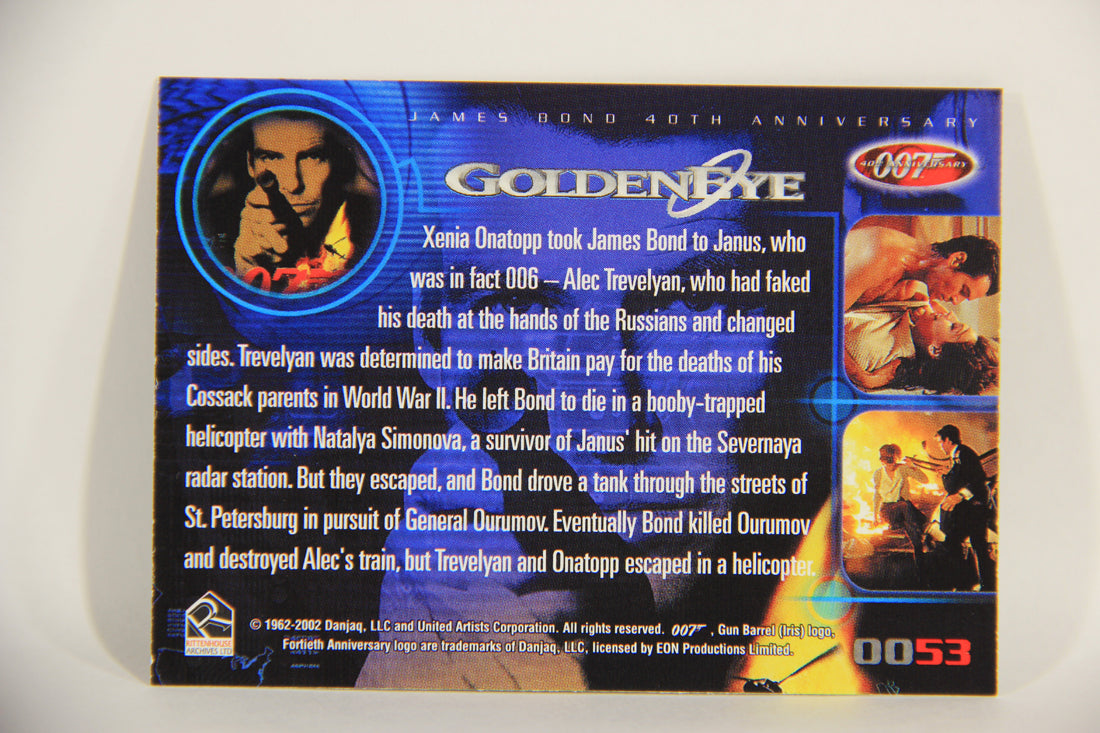 JAMES BOND 40TH ANNIVERSARY
GOLDENEYE
40TH ANNIVERSARY
007
007
Xenia Onatopp took James Bond to Janus, who
was in fact 006 – Alec Trevelyan, who had faked
his death at the hands of the Russians and changed
sides. Trevelyan was determined to make Britain pay for the deaths of his
Cossack parents in World War II. He left Bond to die in a booby-trapped
helicopter with Natalya Simonova, a survivor of Janus' hit on the Severnaya
radar station. But they escaped, and Bond drove a tank through the streets of
St. Petersburg in pursuit of General Ourumov. Eventually Bond killed Ourumov
and destroyed Alec's train, but Trevelyan and Onatopp escaped in a helicopter.
RITTENHOUSE
ARCHIVES LTD
© 1962-2002 Danjaq, LLC and United Artists Corporation. All rights reserved. 007 , Gun Barrel (Iris) logo,
Fortieth Anniversary logo are trademarks of Danjaq, LLC, licensed by EON Productions Limited.
0053